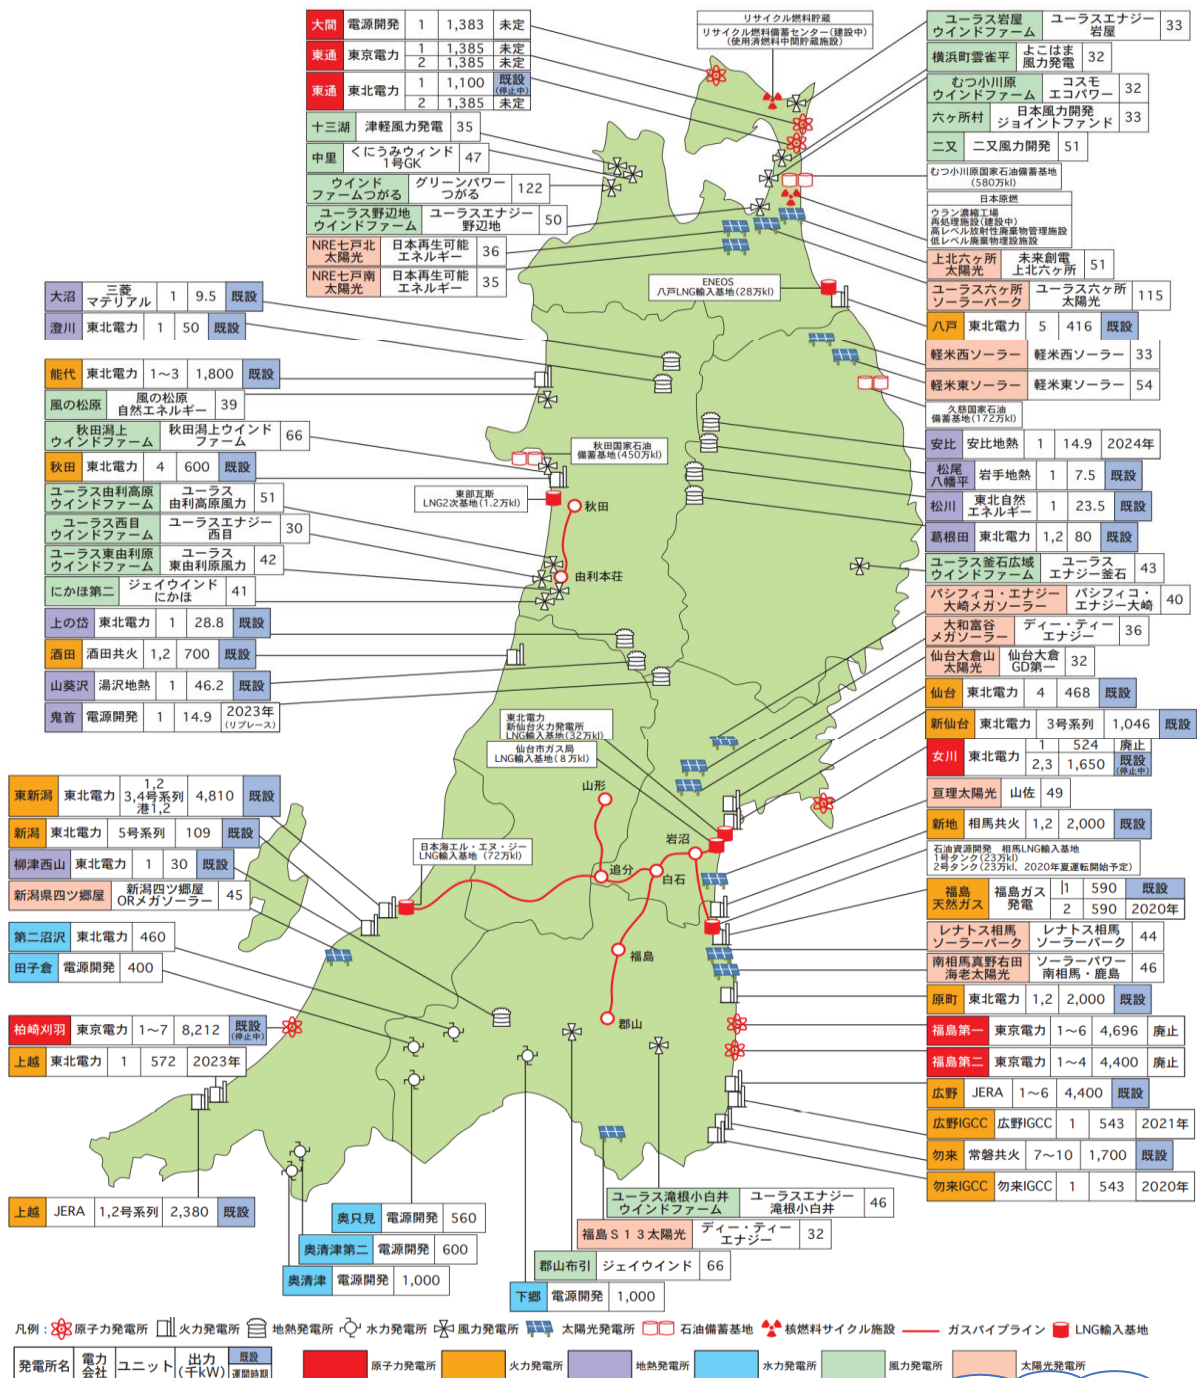 大間 電源開発 1 1,383 未定
東通 東京電力 1 1,385 未定
2 1,385 未定
東通 東北電力 1 1,100 既設
(停止中)
2 1,385 未定
十三湖 津軽風力発電 35
中里 くにうみウィンド
1号GK 47
ウインド
ファームつがる グリーンパワー
つがる 122
ユーラス野辺地
ウインドファーム ユーラスエナジー
野辺地 50
NRE七戸北
太陽光 日本再生可能
エネルギー 36
NRE七戸南
太陽光 日本再生可能
エネルギー 35
リサイクル燃料貯蔵
リサイクル燃料備蓄センター(建設中)
(使用済燃料中間貯蔵施設)
ユーラス岩屋
ウインドファーム ユーラスエナジー
岩屋 33
横浜町雲雀平 よこはま
風力発電 32
むつ小川原
ウインドファーム コスモ
エコパワー 32
六ヶ所村 日本風力開発
ジョイントファンド 33
二又 二又風力開発 51
むつ小川原国家石油備蓄基地
(580万kl)
日本原燃
ウラン濃縮工場
再処理施設(建設中)
高レベル放射性廃棄物管理施設
低レベル廃棄物埋設施設
上北六ヶ所
太陽光 未来創電
上北六ヶ所 51
ユーラス六ヶ所
ソーラーパーク ユーラス六ヶ所
太陽光 115
ENEOS
八戸LNG輸入基地(28万kl)
八戸 東北電力 5 416 既設
軽米西ソーラー 軽米西ソーラー 33
軽米東ソーラー 軽米東ソーラー 54
久慈国家石油
備蓄基地(172万kl)
安比 安比地熱 1 14.9 2024年
松尾
八幡平 岩手地熱 1 7.5 既設
松川 東北自然
エネルギー 1 23.5 既設
葛根田 東北電力 1,2 80 既設
ユーラス釜石広域
ウインドファーム ユーラス
エナジー釜石 43
パシフィコ・エナジー
大崎メガソーラー パシフィコ・
エナジー大崎 40
大和富谷
メガソーラー ディー・ティー
エナジー 36
仙台大倉山
太陽光 仙台大倉
GD第一 32
仙台 東北電力 4 468 既設
新仙台 東北電力 3号系列 1,046 既設
女川 東北電力 1 524 廃止
2,3 1,650 既設
(停止中)
亘理太陽光 山佐 49
新地 相馬共火 1,2 2,000 既設
石油資源開発 相馬LNG輸入基地
1号タンク(23万kl)
2号タンク(23万kl、2020年夏運転開始予定)
福島
天然ガス 福島ガス
発電 1 590 既設
2 590 2020年
レナトス相馬
ソーラーパーク レナトス相馬
ソーラーパーク 44
南相馬真野右田
海老太陽光 ソーラーパワー
南相馬・鹿島 46
原町 東北電力 1,2 2,000 既設
福島第一 東京電力 1～6 4,696 廃止
福島第二 東京電力 1～4 4,400 廃止
広野 JERA 1～6 4,400 既設
広野IGCC 広野IGCC 1 543 2021年
勿来 常磐共火 7～10 1,700 既設
勿来IGCC 勿来IGCC 1 543 2020年
大沼 三菱
マテリアル 1 9.5 既設
澄川 東北電力 1 50 既設
能代 東北電力 1～3 1,800 既設
風の松原 風の松原
自然エネルギー 39
秋田潟上
ウインドファーム 秋田潟上ウインド
ファーム 66
秋田 東北電力 4 600 既設
ユーラス由利高原
ウインドファーム ユーラス
由利高原風力 51
ユーラス西目
ウインドファーム ユーラスエナジー
西目 30
ユーラス東由利原
ウインドファーム ユーラス
東由利原風力 42
にかほ第二 ジェイウインド
にかほ 41
上の岱 東北電力 1 28.8 既設
酒田 酒田共火 1,2 700 既設
山葵沢 湯沢地熱 1 46.2 既設
鬼首 電源開発 1 14.9 2023年
(リプレース)
秋田国家石油
備蓄基地(450万kl)
東部瓦斯
LNG2次基地(1.2万kl)
秋田
由利本荘
東北電力
新仙台火力発電所
LNG輸入基地(32万kl)
仙台市ガス局
LNG輸入基地(8万kl)
山形
岩沼
追分
白石
福島
郡山
日本海エル・エヌ・ジー
LNG輸入基地(72万kl)
東新潟 東北電力 1,2
3,4号系列
港1,2 4,810 既設
新潟 東北電力 5号系列 109 既設
柳津西山 東北電力 1 30 既設
新潟県四ツ郷屋 新潟四ツ郷屋
ORメガソーラー 45
第二沼沢 東北電力 460
田子倉 電源開発 400
柏崎刈羽 東京電力 1～7 8,212 既設
(停止中)
上越 東北電力 1 572 2023年
上越 JERA 1,2号系列 2,380 既設
奥只見 電源開発 560
奥清津第二 電源開発 600
奥清津 電源開発 1,000
ユーラス滝根小白井
ウインドファーム ユーラスエナジー
滝根小白井 46
福島S13太陽光 ディー・ティー
エナジー 32
郡山布引 ジェイウインド 66
下郷 電源開発 1,000
凡例： 原子力発電所 火力発電所 地熱発電所 水力発電所 風力発電所 太陽光発電所 石油備蓄基地 核燃料サイクル施設 ガスパイプライン LNG輸入基地
発電所名 電力
会社 ユニット 出力
(千kW) 既設
運開時期
原子力発電所 火力発電所 地熱発電所 水力発電所 風力発電所 太陽光発電所